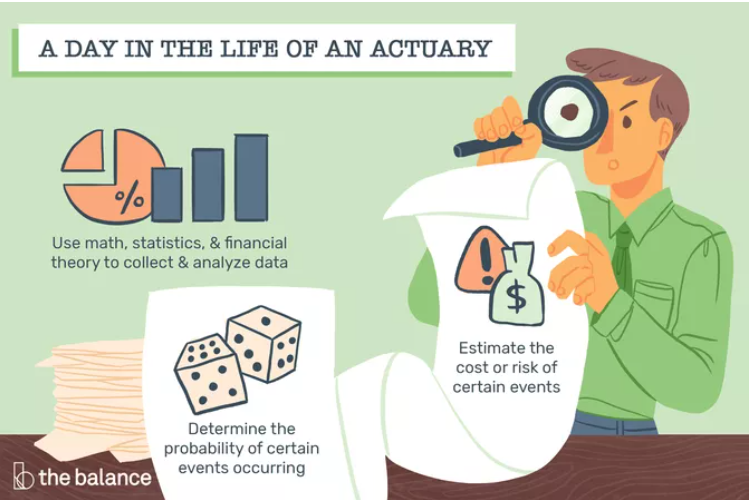 A DAY IN THE LIFE OF AN ACTUARY
%
Use math, statistics, & financial
theory to collect & analyze data
!
$
Estimate the
cost or risk of
certain events
Determine the
probability of certain
events occurring
the balance